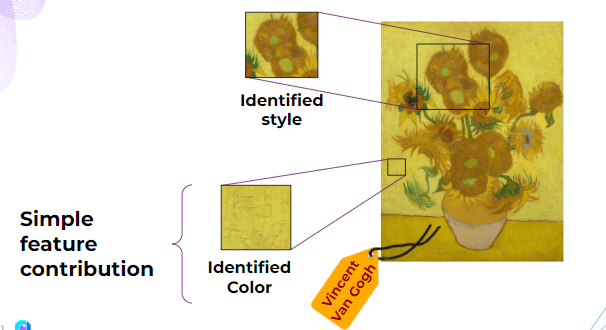 Identified
style
Simple
feature
contribution
Identified
Color
Vincent
Van Gogh